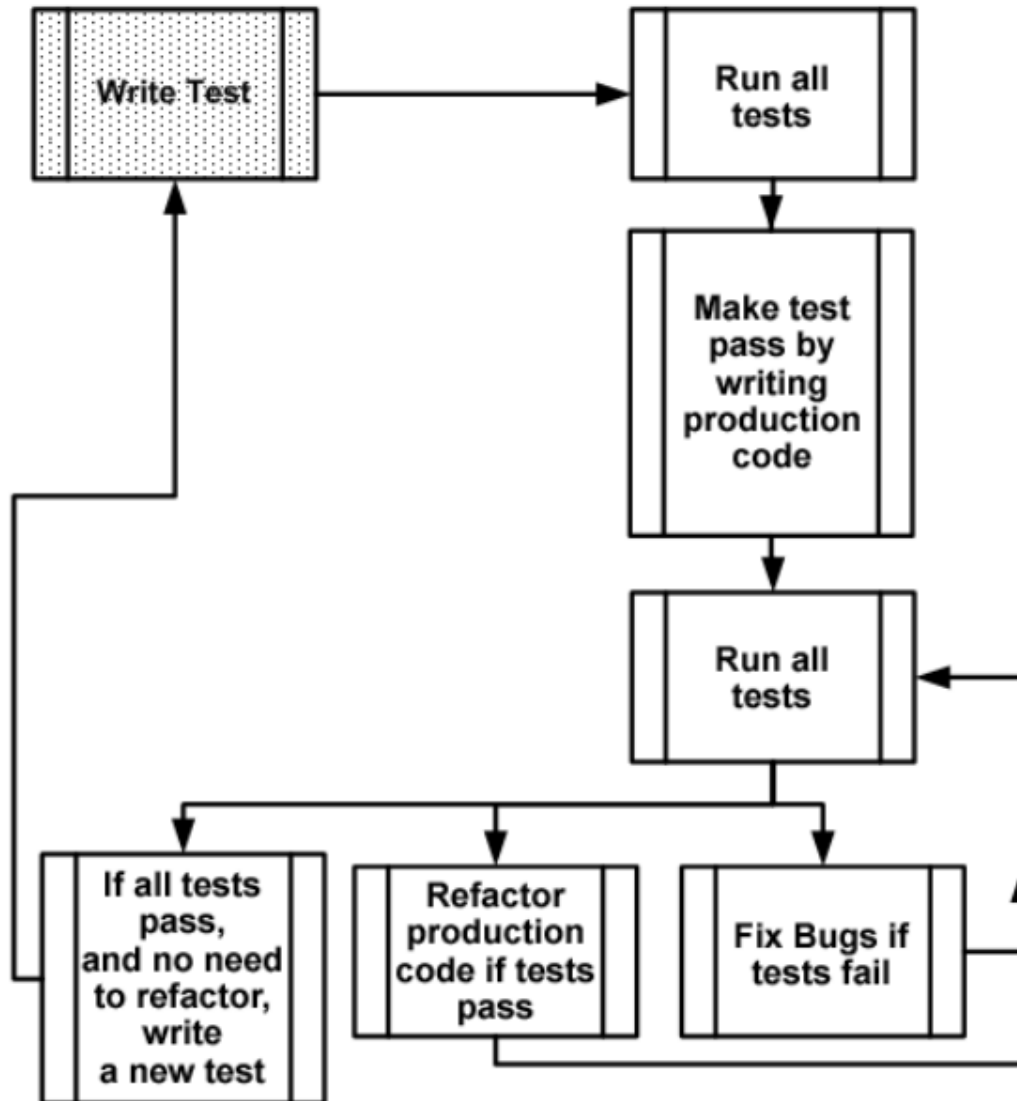 Write Test
Run all
tests
Make test
pass by
writing
production
code
Run all
tests
If all tests
pass,
and no need
to refactor,
write
a new test
Refactor
production
code if tests
pass
Fix Bugs if
tests fail